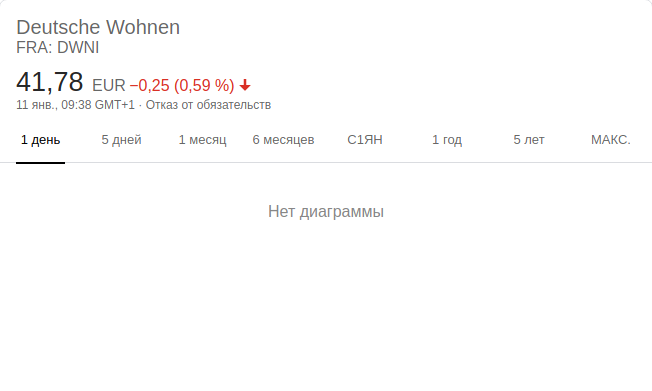 Deutsche Wohnen
FRA: DWNI
41,78 EUR −0,25 (0,59 %)
11 янв., 09:38 GMT+1 · Отказ от обязательств
1 день 5 дней 1 месяц 6 месяцев С1ЯН 1 год 5 лет МАКС.
Нет диаграммы